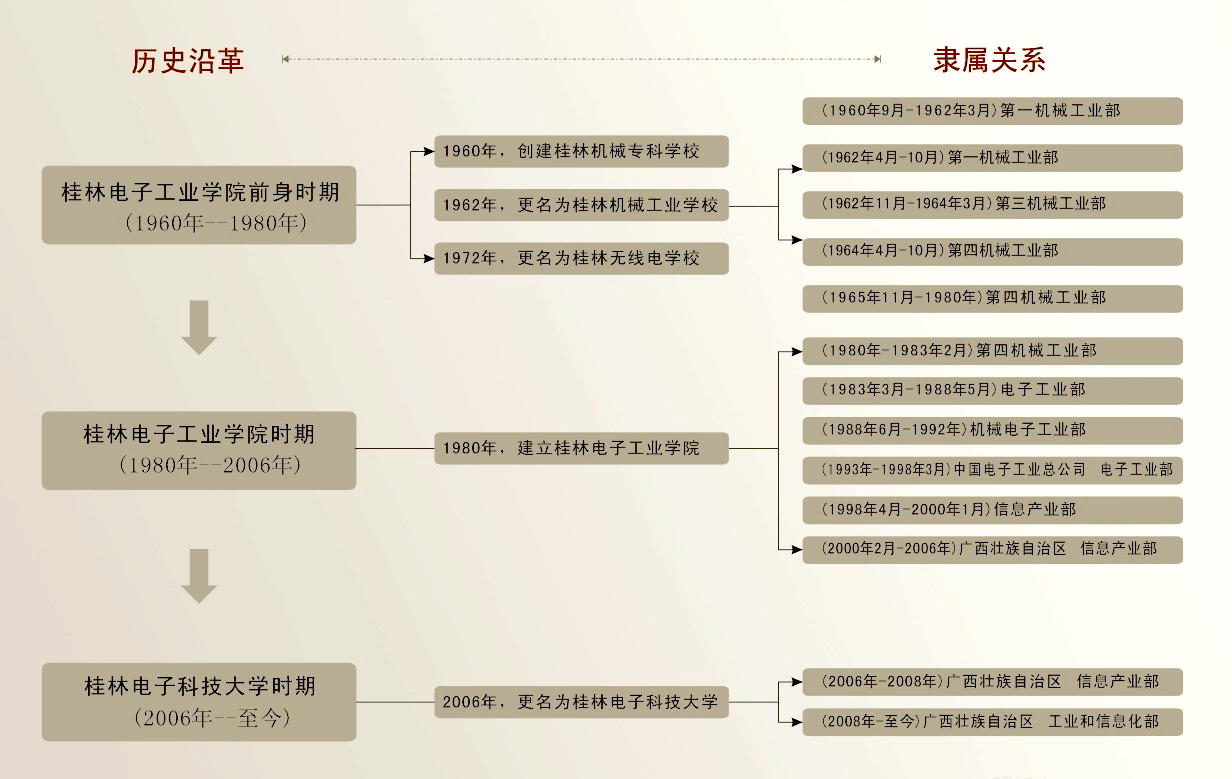 历史沿革
隶属关系
桂林电子工业学院前身时期
(1960年--1980年)
1960年，创建桂林机械专科学校
1962年，更名为桂林机械工业学校
1972年，更名为桂林无线电学校
(1960年9月-1962年3月)第一机械工业部
(1962年4月-10月)第一机械工业部
(1962年11月-1964年3月)第三机械工业部
(1964年4月-10月)第四机械工业部
(1965年11月-1980年)第四机械工业部
桂林电子工业学院时期
(1980年--2006年)
1980年，建立桂林电子工业学院
(1980年-1983年2月)第四机械工业部
(1983年3月-1988年5月)电子工业部
(1988年6月-1992年)机械电子工业部
(1993年-1998年3月)中国电子工业总公司 电子工业部
(1998年4月-2000年1月)信息产业部
(2000年2月-2006年)广西壮族自治区 信息产业部
桂林电子科技大学时期
(2006年--至今)
2006年，更名为桂林电子科技大学
(2006年-2008年)广西壮族自治区 信息产业部
(2008年-至今)广西壮族自治区 工业和信息化部